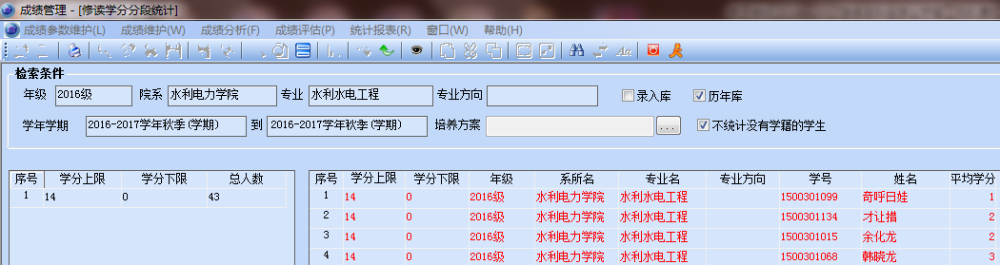 成绩管理 - [修读学分分段统计]
成绩参数维护(L) 成绩维护(W) 成绩分析(F) 成绩评估(P) 统计报表(R) 窗口(W) 帮助(H)
检索条件
年级 2016级 院系 水利电力学院 专业 水利水电工程 专业方向 录入库 历年库
学年学期 2016-2017学年秋季(学期) 到 2016-2017学年秋季(学期) 培养方案 ... 不统计没有学籍的学生
序号 学分上限 学分下限 总人数
1 14 0 43
序号 学分上限 学分下限 年级 系所名 专业名 专业方向 学号 姓名 平均学分
1 14 0 2016级 水利电力学院 水利水电工程 1500301099 奇呼日娃 1
2 14 0 2016级 水利电力学院 水利水电工程 1500301134 才让措 2
3 14 0 2016级 水利电力学院 水利水电工程 1500301015 余化龙 2
4 14 0 2016级 水利电力学院 水利水电工程 1500301068 韩晓龙 3